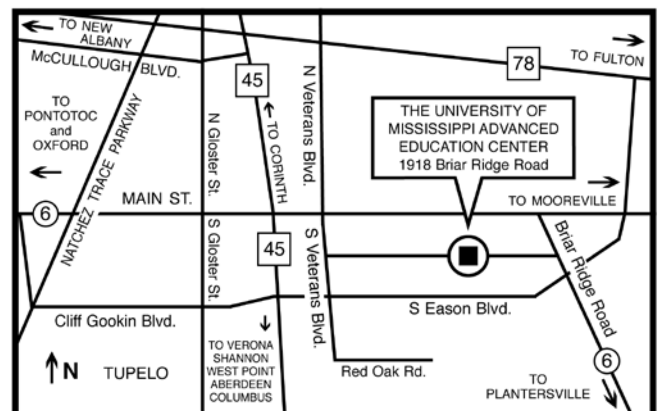 TO NEW
ALBANY
McCULLOUGH BLVD.
78
TO FULTON
45
N Veterans Blvd.
TO
PONTOTOC
and
OXFORD
NATCHEZ TRACE PARKWAY
N Gloster St.
TO CORINTH
THE UNIVERSITY OF
MISSISSIPPI ADVANCED
EDUCATION CENTER
1918 Briar Ridge Road
6
MAIN ST.
TO MOOREVILLE
S Gloster St.
45
S Veterans Blvd.
Briar Ridge Road
Cliff Gookin Blvd.
S Eason Blvd.
N
TUPELO
TO VERONA
SHANNON
WEST POINT
ABERDEEN
COLUMBUS
Red Oak Rd.
6
TO
PLANTERSVILLE